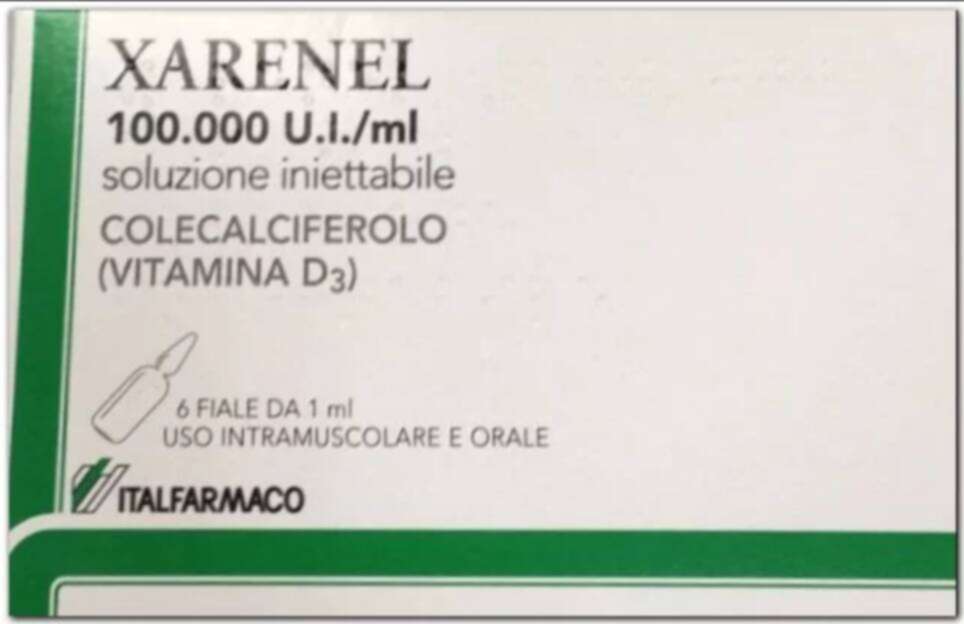 XARENEL
100.000 U.I./ml
soluzione iniettabile
COLECALCIFEROLO
(VITAMINA D3)
6 FIALE DA 1 ml
USO INTRAMUSCOLARE E ORALE
ITALFARMACO